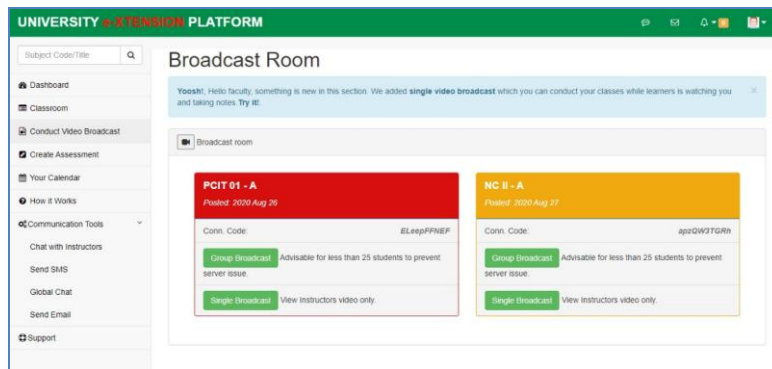 UNIVERSITY e-XTENSION PLATFORM
Subject Code/Title
Dashboard
Classroom
Conduct Video Broadcast
Create Assessment
Your Calendar
How it Works
Communication Tools
Chat with Instructors
Send SMS
Global Chat
Send Email
Support
Broadcast Room
Yoosh!, Hello faculty, something is new in this section. We added single video broadcast which you can conduct your classes while learners is watching you
and taking notes. Try it!.
×
Broadcast room
PCIT 01 - A
Posted: 2020 Aug 26
Conn. Code: ELeepFFNEF
Group Broadcast Advisable for less than 25 students to prevent
server issue.
Single Broadcast View Instructors video only.
NC II - A
Posted: 2020 Aug 27
Conn. Code: apzQW3TGRh
Group Broadcast Advisable for less than 25 students to prevent
server issue.
Single Broadcast View Instructors video only.